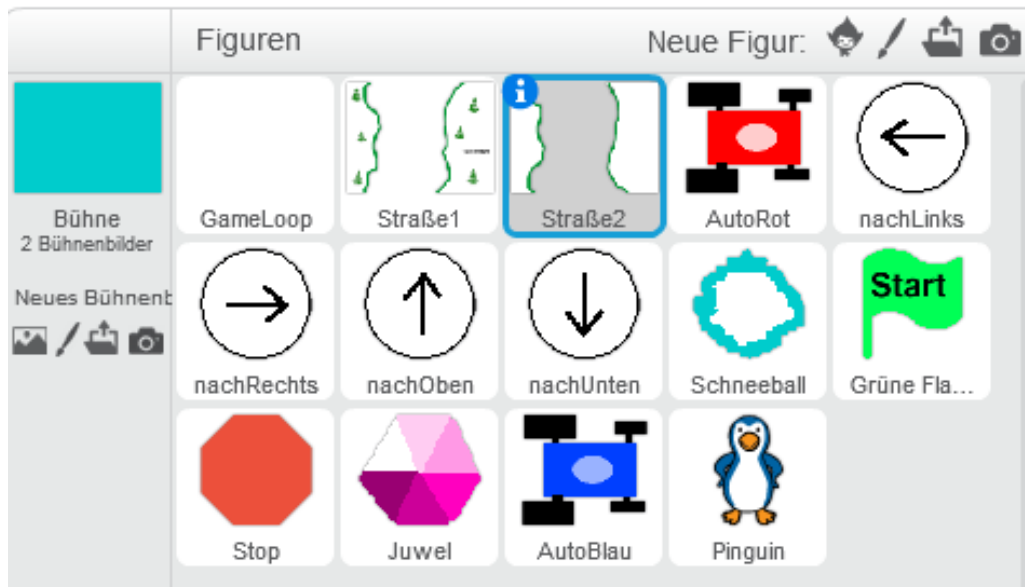 Figuren
Neue Figur:
Bühne
2 Bühnenbilder
Neues Bühnenb
GameLoop
Straße1
Straße2
AutoRot
nachLinks
nachRechts
nachOben
nachUnten
Schneeball
Start
Grüne Fla...
Stop
Juwel
AutoBlau
Pinguin